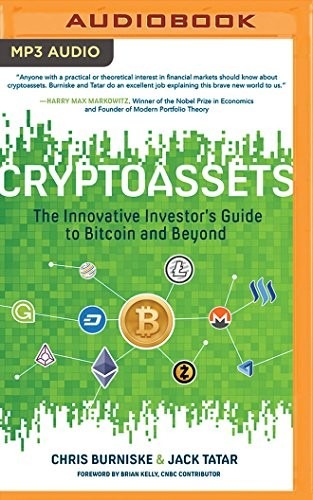 AUDIOBOOK
MP3 AUDIO
"Anyone with a practical or theoretical interest in financial markets should know about
cryptoassets. Burniske and Tatar do an excellent job explaining this brave new world to us."
—HARRY MAX MARKOWITZ, Winner of the Nobel Prize in Economics
and Founder of Modern Portfolio Theory
CRYPTOASSETS
The Innovative Investor's Guide
to Bitcoin and Beyond
CHRIS BURNISKE & JACK TATAR
FOREWORD BY BRIAN KELLY, CNBC CONTRIBUTOR